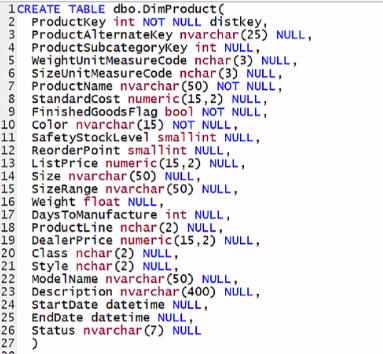 1 CREATE TABLE dbo.DimProduct(
2 ProductKey int NOT NULL distkey,
3 ProductAlternateKey nvarchar(25) NULL,
4 ProductSubcategoryKey int NULL,
5 WeightUnitMeasureCode nchar(3) NULL,
6 SizeUnitMeasureCode nchar(3) NULL,
7 ProductName nvarchar(50) NOT NULL,
8 StandardCost numeric(15,2) NULL,
9 FinishedGoodsFlag bool NOT NULL,
10 Color nvarchar(15) NOT NULL,
11 SafetyStockLevel smallint NULL,
12 ReorderPoint smallint NULL,
13 ListPrice numeric(15,2) NULL,
14 Size nvarchar(50) NULL,
15 SizeRange nvarchar(50) NULL,
16 Weight float NULL,
17 DaysToManufacture int NULL,
18 ProductLine nchar(2) NULL,
19 DealerPrice numeric(15,2) NULL,
20 Class nchar(2) NULL,
21 Style nchar(2) NULL,
22 ModelName nvarchar(50) NULL,
23 Description nvarchar(400) NULL,
24 StartDate datetime NULL,
25 EndDate datetime NULL,
26 Status nvarchar(7) NULL
27 )